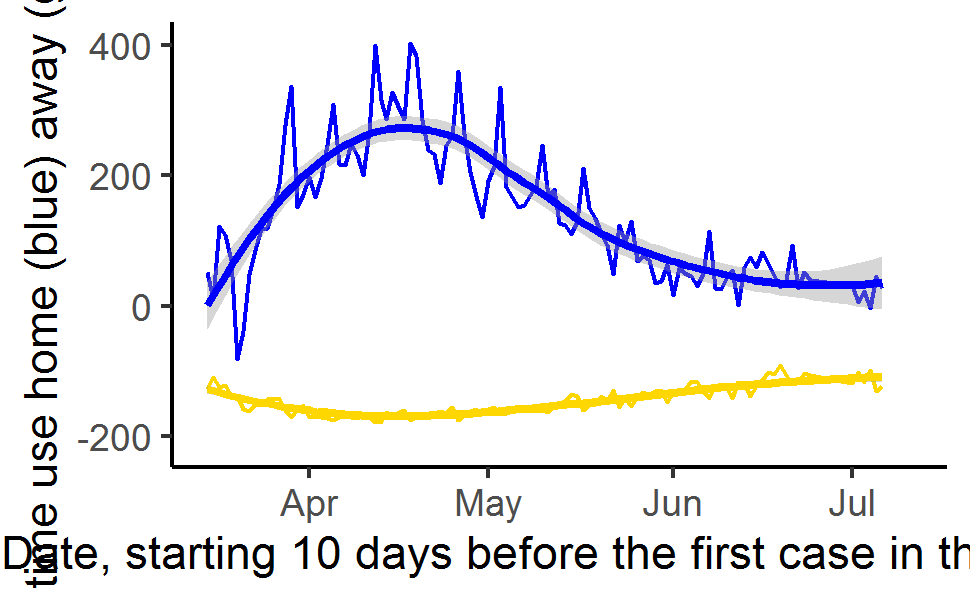 time use home (blue) away (
400
200
0
-200
Apr May Jun Jul
Date, starting 10 days before the first case in th